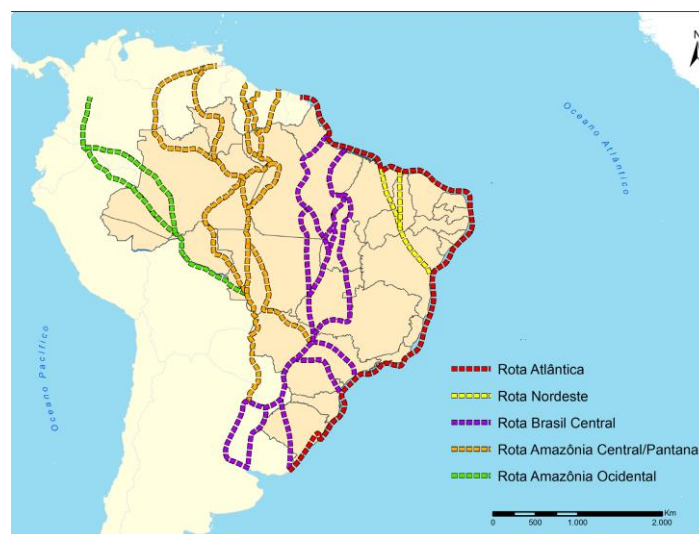 N
Oceano Atlântico
Oceano Pacífico
Rota Atlântica
Rota Nordeste
Rota Brasil Central
Rota Amazônia Central/Pantana
Rota Amazônia Ocidental
Km
0 500 1.000 2.000